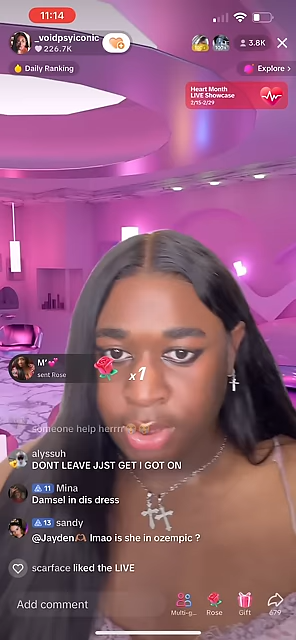 11:14
_voidpsyiconic
226.7K
3.8K
Daily Ranking
Explore >
Heart Month
LIVE Showcase
2/15-2/29
M'💕
sent Rose
x1
someone help herrrr
alyssuh
DONT LEAVE JJST GET I GOT ON
11 Mina
Damsel in dis dress
13 sandy
@Jayden🫶🏾 lmao is she in ozempic ?
scarface liked the LIVE
Add comment
Multi-g...
Rose
Gift
679